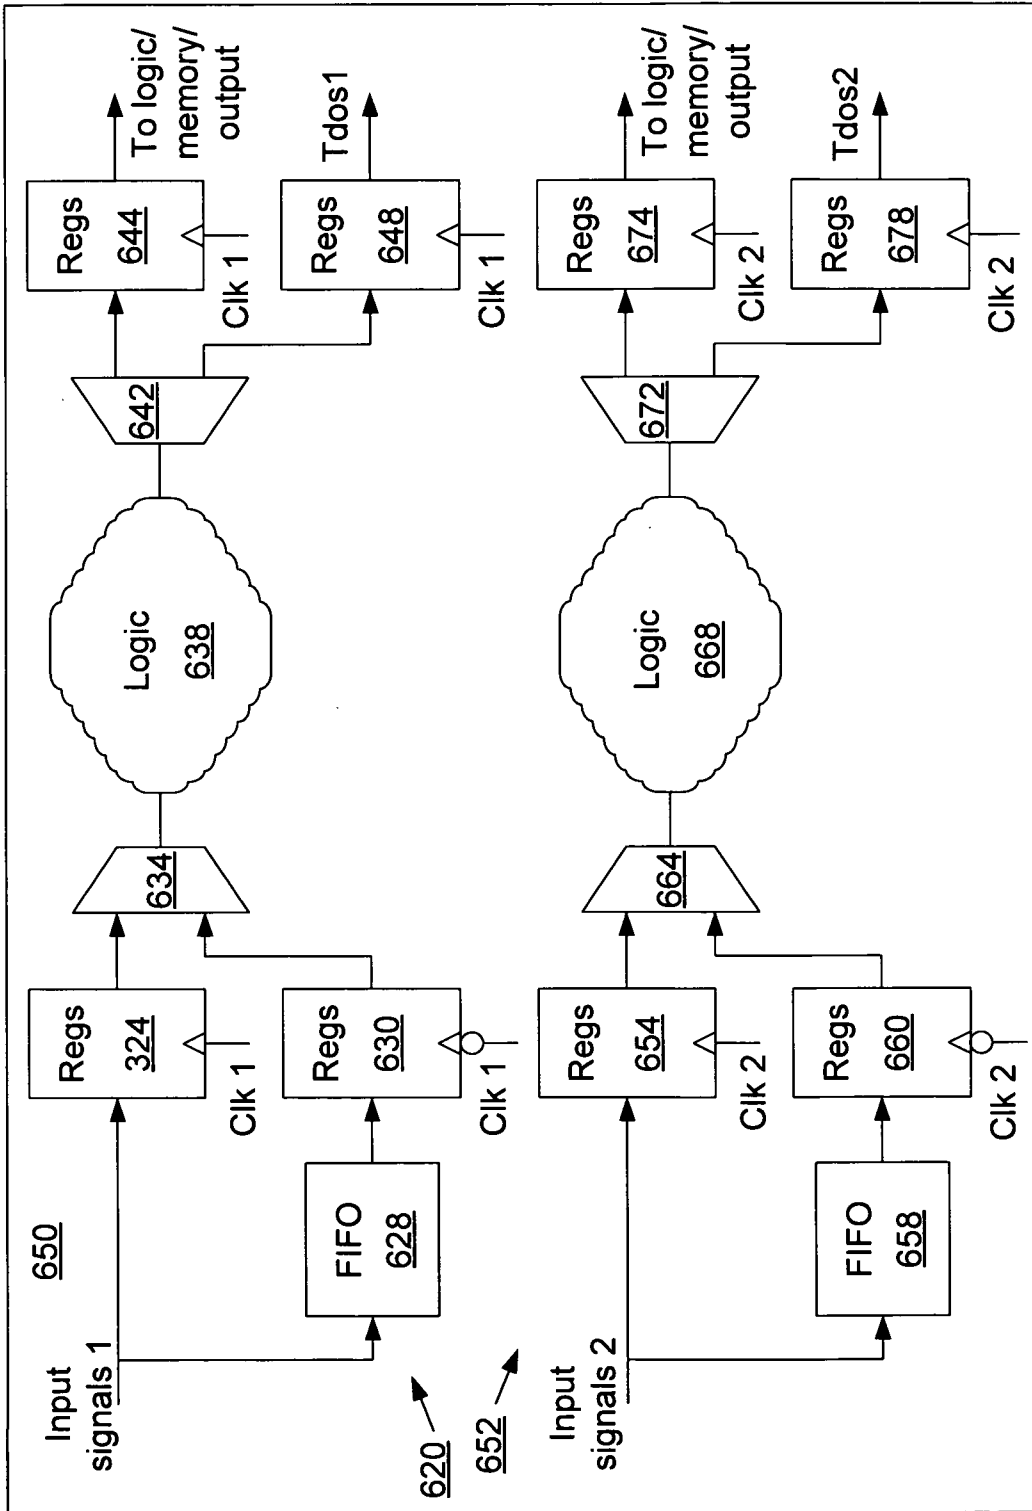 650
Input
signals 1
Regs
324
Clk 1
634
Logic
638
642
Regs
644
Clk 1
To logic/
memory/
output
FIFO
628
Regs
630
Clk 1
Regs
648
Clk 1
Tdos1
620
652
Input
signals 2
Regs
654
Clk 2
664
Logic
668
672
Regs
674
Clk 2
To logic/
memory/
output
FIFO
658
Regs
660
Clk 2
Regs
678
Clk 2
Tdos2